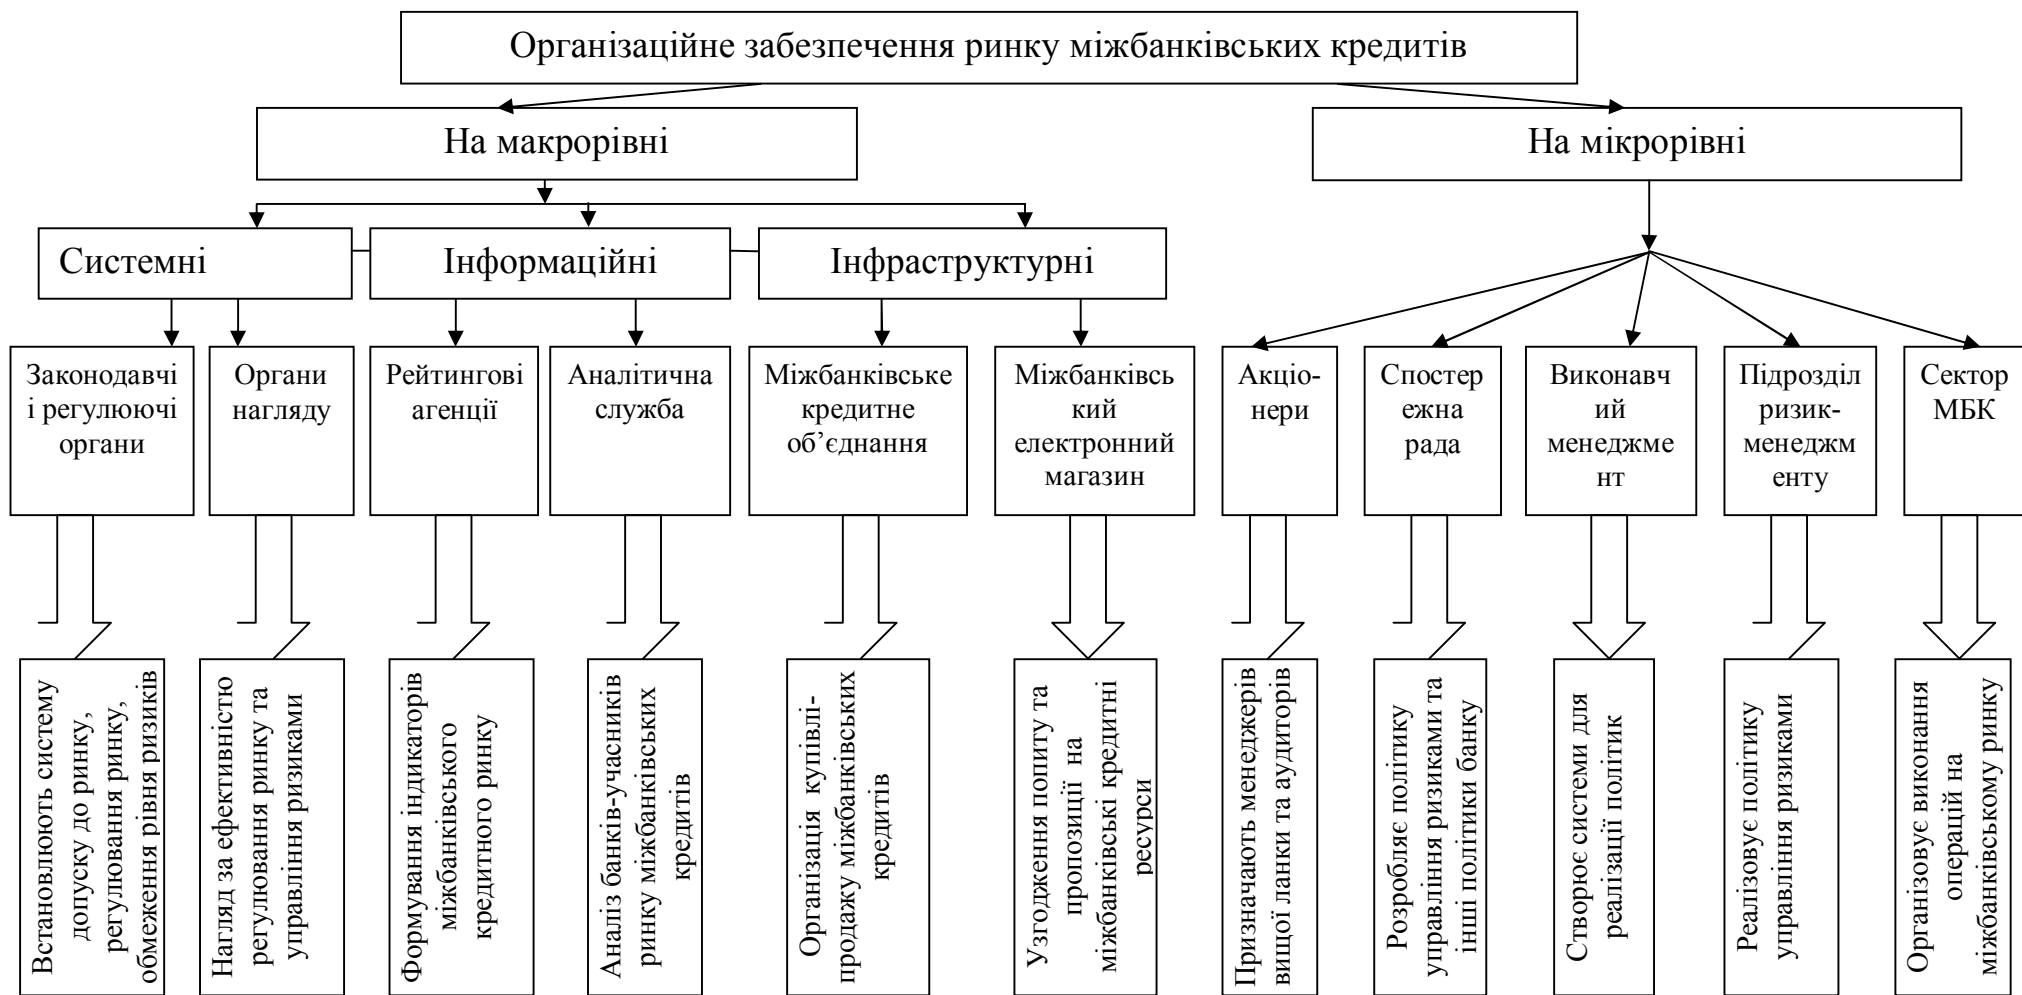 Організаційне забезпечення ринку міжбанківських кредитів
На макрорівні
На мікрорівні
Системні
Інформаційні
Інфраструктурні
Законодавчі
і регулюючі
органи
Органи
нагляду
Рейтингові
агенції
Аналітична
служба
Міжбанківське
кредитне
об’єднання
Міжбанківсь
кий
електронний
магазин
Акціо-
нери
Спостер
ежна
рада
Виконавч
ий
менеджме
нт
Підрозділ
ризик-
менеджм
енту
Сектор
МБК
Встановлюють систему
допуску до ринку,
регулювання ринку,
обмеження рівня ризиків
Нагляд за ефективністю
регулювання ринку та
управління ризиками
Формування індикаторів
міжбанківського
кредитного ринку
Аналіз банків-учасників
ринку міжбанківських
кредитів
Організація купівлі-
продажу міжбанківських
кредитів
Узгодження попиту та
пропозиції на
міжбанківські кредитні
ресурси
Призначають менеджерів
вищої ланки та аудиторів
Розробляє політику
управління ризиками та
інші політики банку
Створює системи для
реалізації політик
Реалізовує політику
управління ризиками
Організовує виконання
операцій на
міжбанківському ринку